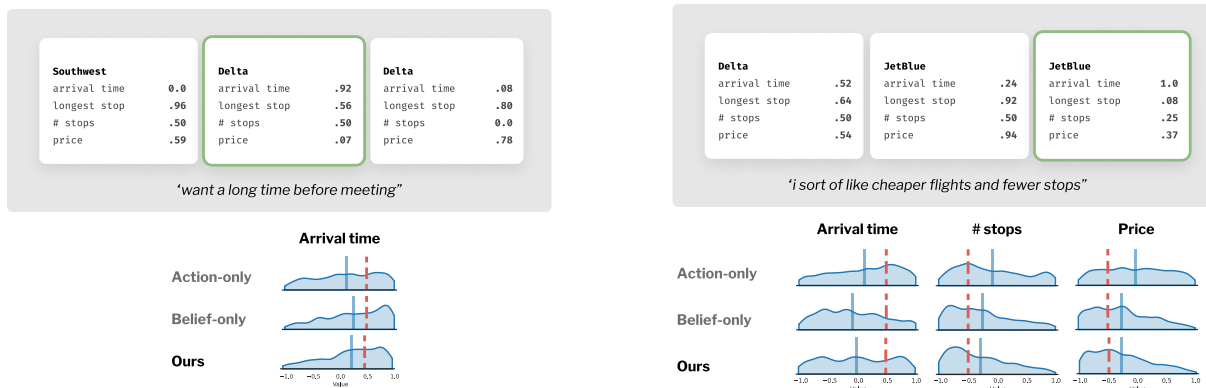 Southwest
arrival time 0.0
longest stop .96
# stops .50
price .59
Delta
arrival time .92
longest stop .56
# stops .50
price .07
Delta
arrival time .08
longest stop .80
# stops 0.0
price .78
‘want a long time before meeting”
Arrival time
Action-only
Belief-only
Ours
−1.0 −0.5 0.0 0.5 1.0
Value
Delta
arrival time .52
longest stop .64
# stops .50
price .54
JetBlue
arrival time .24
longest stop .92
# stops .50
price .94
JetBlue
arrival time 1.0
longest stop .08
# stops .25
price .37
‘i sort of like cheaper flights and fewer stops”
Arrival time # stops Price
Action-only
Belief-only
Ours
−1.0 −0.5 0.0 0.5 1.0 −1.0 −0.5 0.0 0.5 1.0 −1.0 −0.5 0.0 0.5 1.0